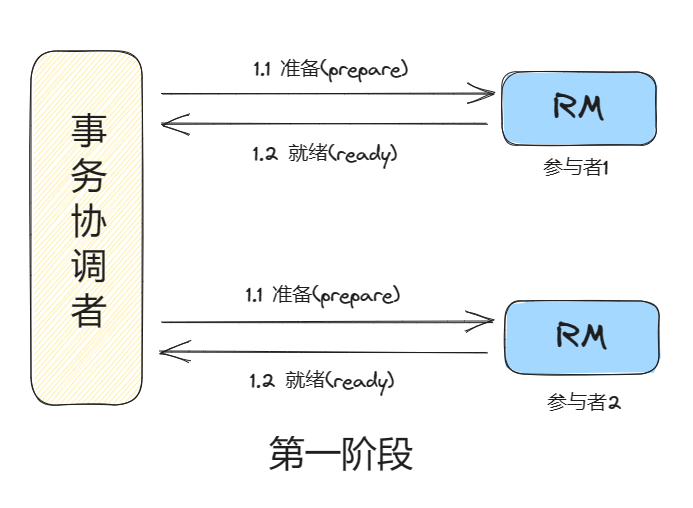 事务协调者
1.1 准备(prepare)
RM
1.2 就绪(ready)
参与者1
1.1 准备(prepare)
RM
1.2 就绪(ready)
参与者2
第一阶段